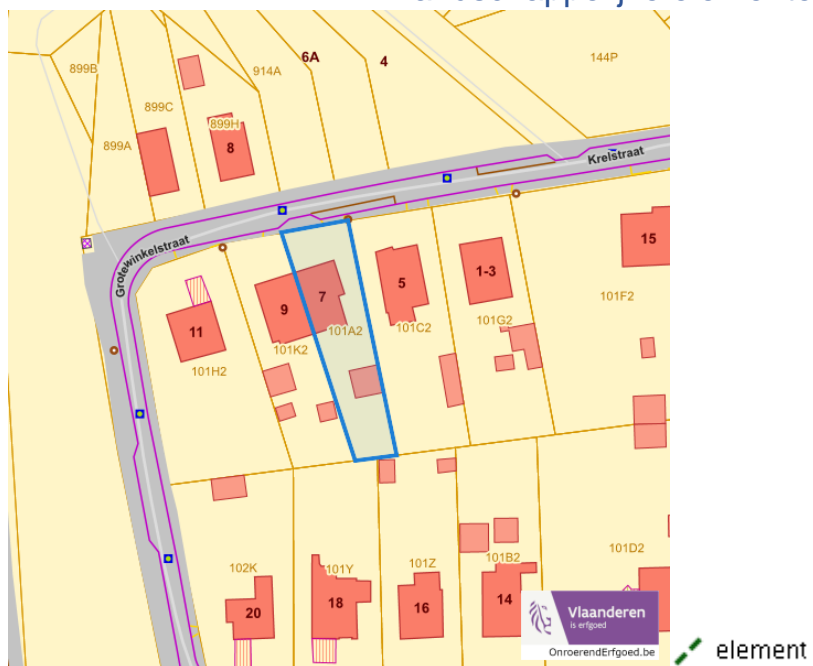 899B
914A
6A
4
144P
899C
899H
899A
8
Krelstraat
Grotewinkelstraat
15
5
1-3
7
9
101F2
11
101A2
101C2
101G2
101K2
101H2
101D2
101B2
102K
101Y
101Z
20
18
16
14
Vlaanderen
is erfgoed
OnroerendErfgoed.be
element